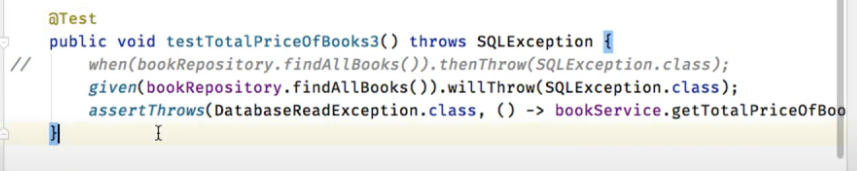 @Test
public void testTotalPriceOfBooks3() throws SQLException {
// when(bookRepository.findAllBooks()).thenThrow(SQLException.class);
given(bookRepository.findAllBooks()).willThrow(SQLException.class);
assertThrows(DatabaseReadException.class, () -> bookService.getTotalPriceOfBoo
}